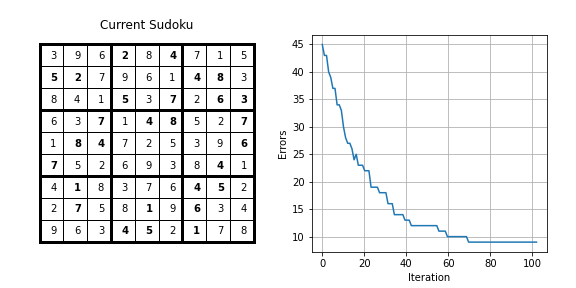 Current Sudoku
3 9 6 2 8 4 7 1 5
5 2 7 9 6 1 4 8 3
8 4 1 5 3 7 2 6 3
6 3 7 1 4 8 5 2 7
1 8 4 7 2 5 3 9 6
7 5 2 6 9 3 8 4 1
4 1 8 3 7 6 4 5 2
2 7 5 8 1 9 6 3 4
9 6 3 4 5 2 1 7 8
45
40
35
30
25
20
15
10
Errors
0 20 40 60 80 100
Iteration